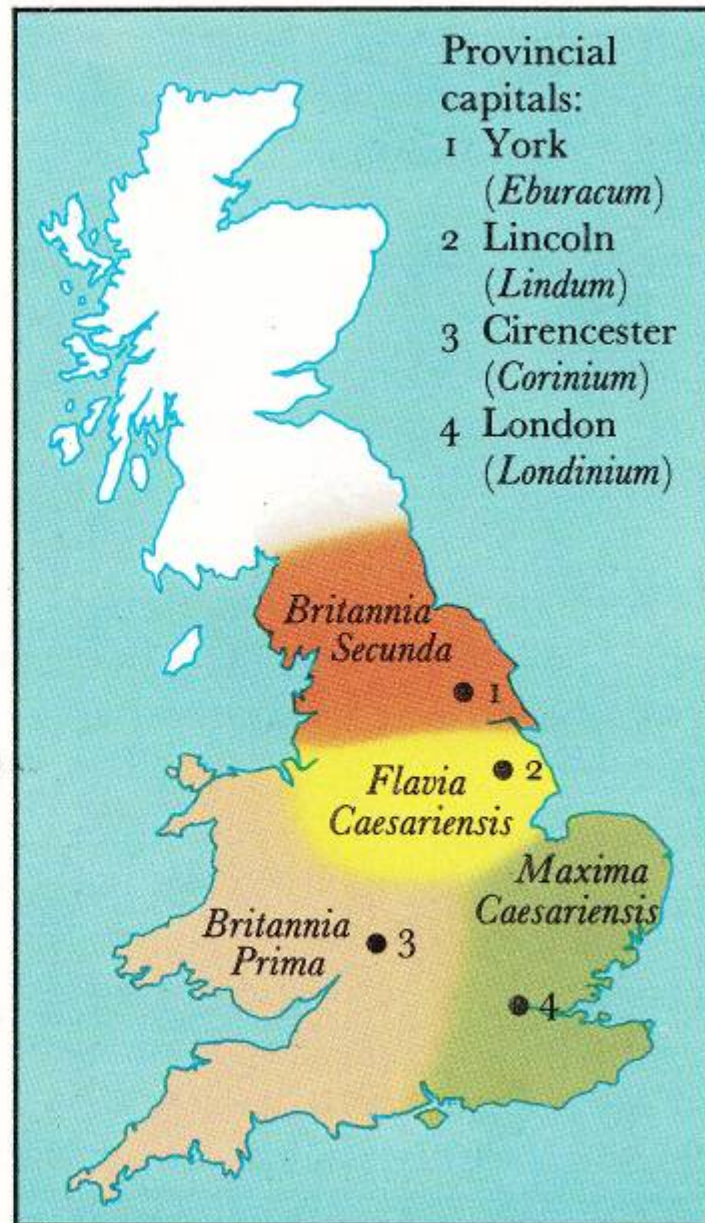 Provincial
capitals:
1 York
(Eburacum)
2 Lincoln
(Lindum)
3 Cirencester
(Corinium)
4 London
(Londinium)
Britannia
Secunda
1
2
Flavia
Caesariensis
Maxima
Caesariensis
Britannia
Prima
3
4